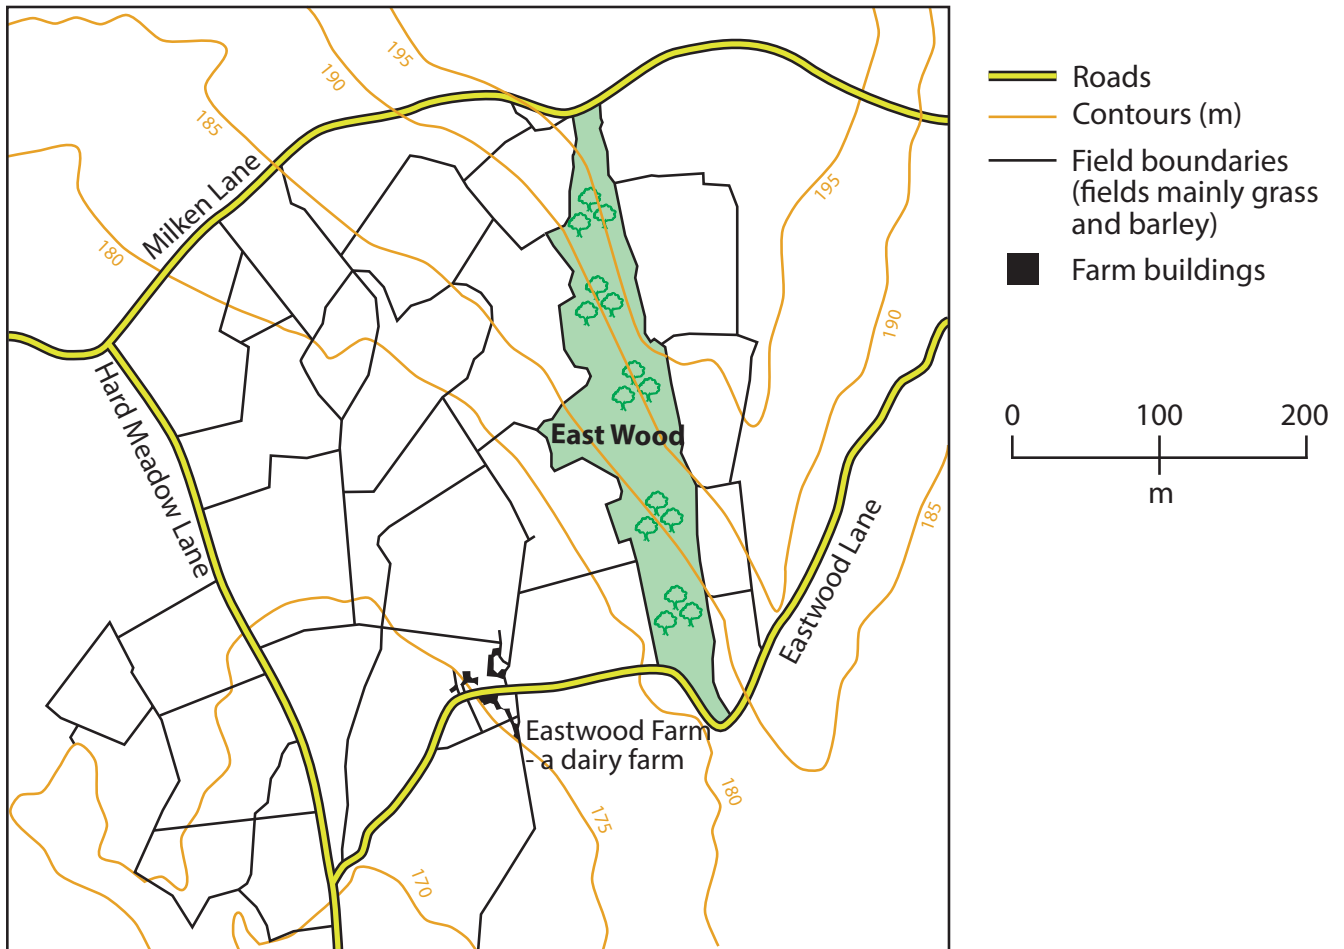 195
190
185
180
Milken Lane
195
190
185
Hard Meadow Lane
East Wood
Eastwood Lane
Eastwood Farm
- a dairy farm
180
175
170
Roads
Contours (m)
Field boundaries
(fields mainly grass
and barley)
Farm buildings
0 100 200
m